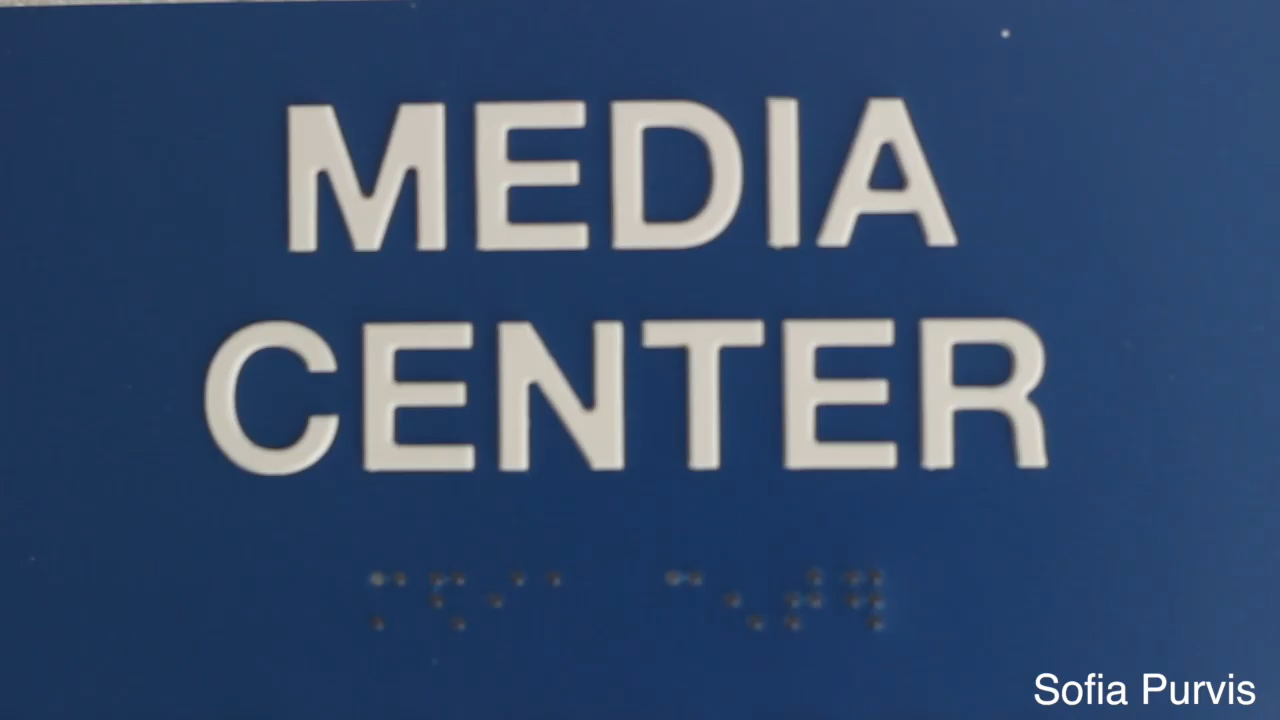 MEDIA
CENTER
⠍⠫⠊⠁ ⠉⠢⠞⠻
Sofia Purvis